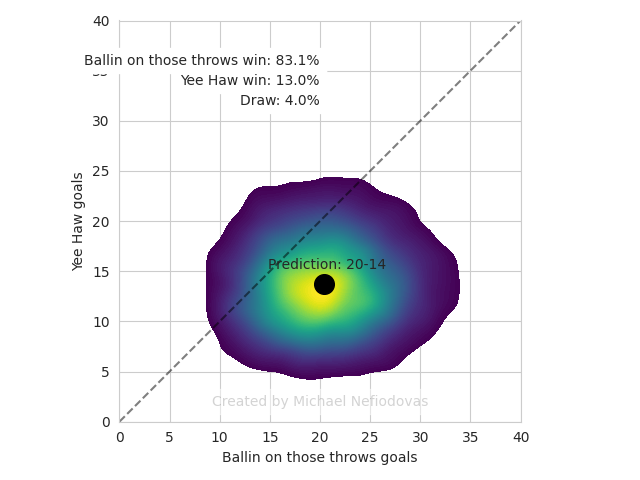 40
Ballin on those throws win: 83.1%
35
Yee Haw win: 13.0%
Draw: 4.0%
30
25
20
Yee Haw goals
Prediction: 20-14
15
10
5
Created by Michael Nefiodovas
0
0 5 10 15 20 25 30 35 40
Ballin on those throws goals